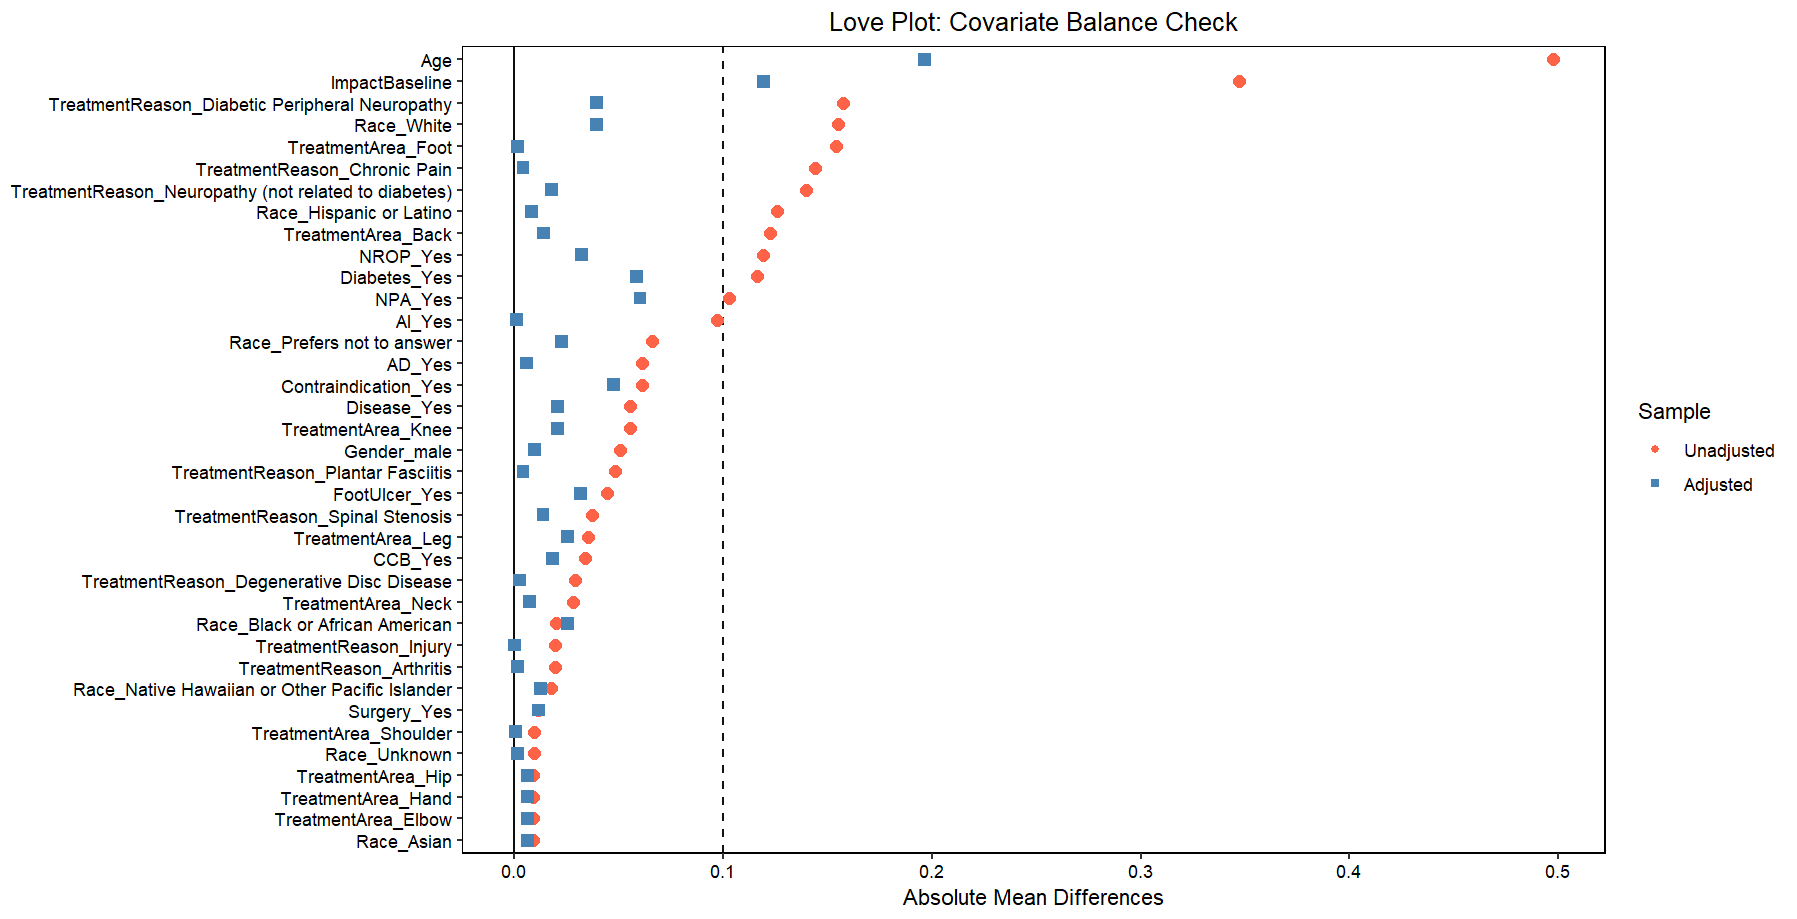 Love Plot: Covariate Balance Check
Age
ImpactBaseline
TreatmentReason_Diabetic Peripheral Neuropathy
Race_White
TreatmentArea_Foot
TreatmentReason_Chronic Pain
TreatmentReason_Neuropathy (not related to diabetes)
Race_Hispanic or Latino
TreatmentArea_Back
NROP_Yes
Diabetes_Yes
NPA_Yes
AI_Yes
Race_Prefers not to answer
AD_Yes
Contraindication_Yes
Disease_Yes
TreatmentArea_Knee
Gender_male
TreatmentReason_Plantar Fasciitis
FootUlcer_Yes
TreatmentReason_Spinal Stenosis
TreatmentArea_Leg
CCB_Yes
TreatmentReason_Degenerative Disc Disease
TreatmentArea_Neck
Race_Black or African American
TreatmentReason_Injury
TreatmentReason_Arthritis
Race_Native Hawaiian or Other Pacific Islander
Surgery_Yes
TreatmentArea_Shoulder
Race_Unknown
TreatmentArea_Hip
TreatmentArea_Hand
TreatmentArea_Elbow
Race_Asian
0.0 0.1 0.2 0.3 0.4 0.5
Absolute Mean Differences
Sample
Unadjusted
Adjusted